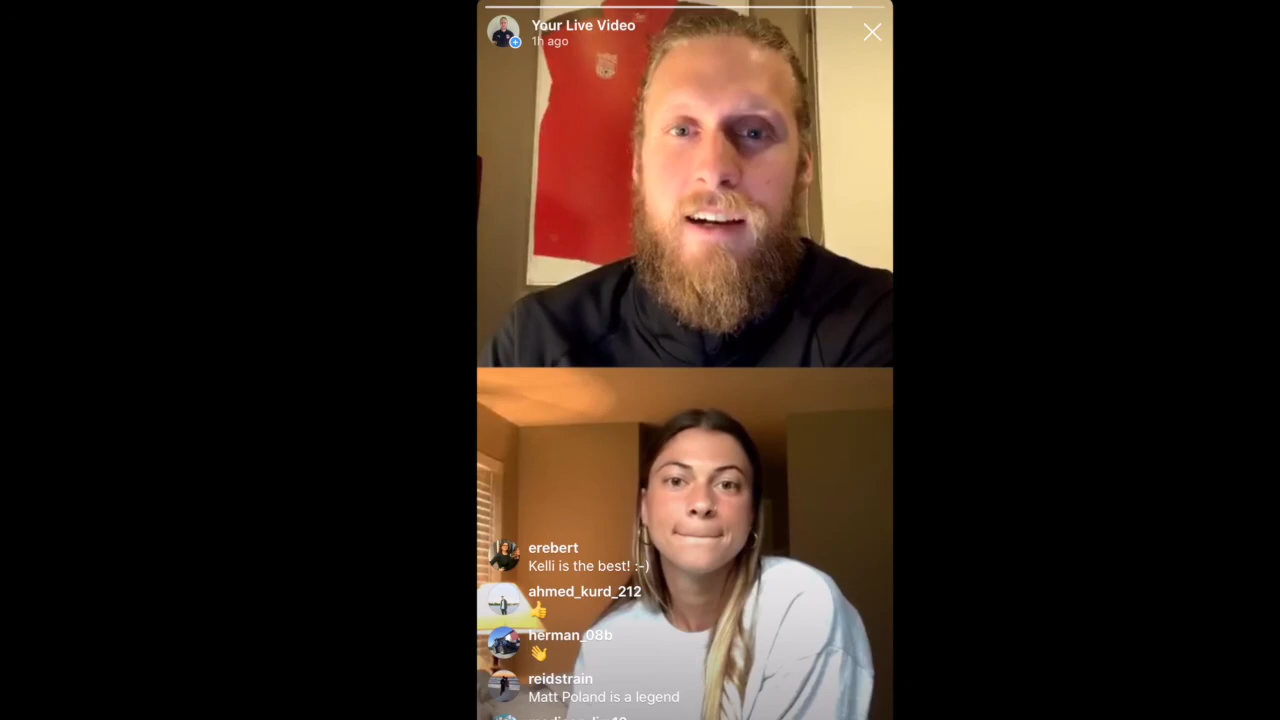 Your Live Video
1h ago
erebert
Kelli is the best! :-)
ahmed_kurd_212
👍
herman_08b
👋
reidstrain
Matt Poland is a legend